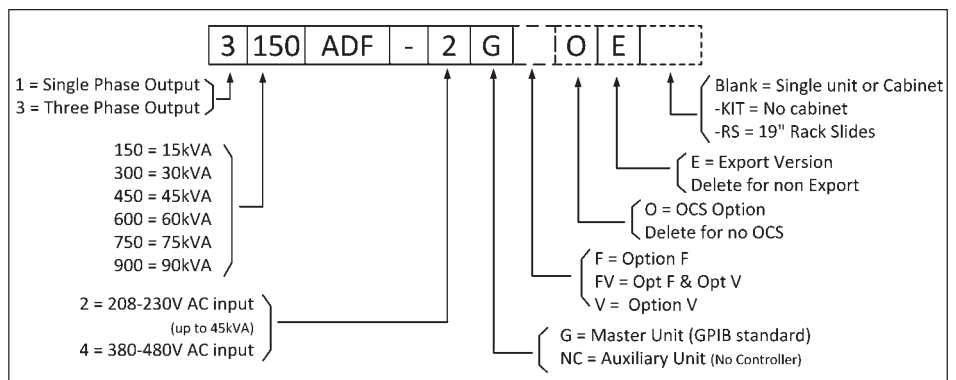 3 150 ADF - 2 G O E
1 = Single Phase Output
3 = Three Phase Output
150 = 15kVA
300 = 30kVA
450 = 45kVA
600 = 60kVA
750 = 75kVA
900 = 90kVA
2 = 208-230V AC input
(up to 45kVA)
4 = 380-480V AC input
Blank = Single unit or Cabinet
-KIT = No cabinet
-RS = 19" Rack Slides
E = Export Version
Delete for non Export
O = OCS Option
Delete for no OCS
F = Option F
FV = Opt F & Opt V
V = Option V
G = Master Unit (GPIB standard)
NC = Auxiliary Unit (No Controller)